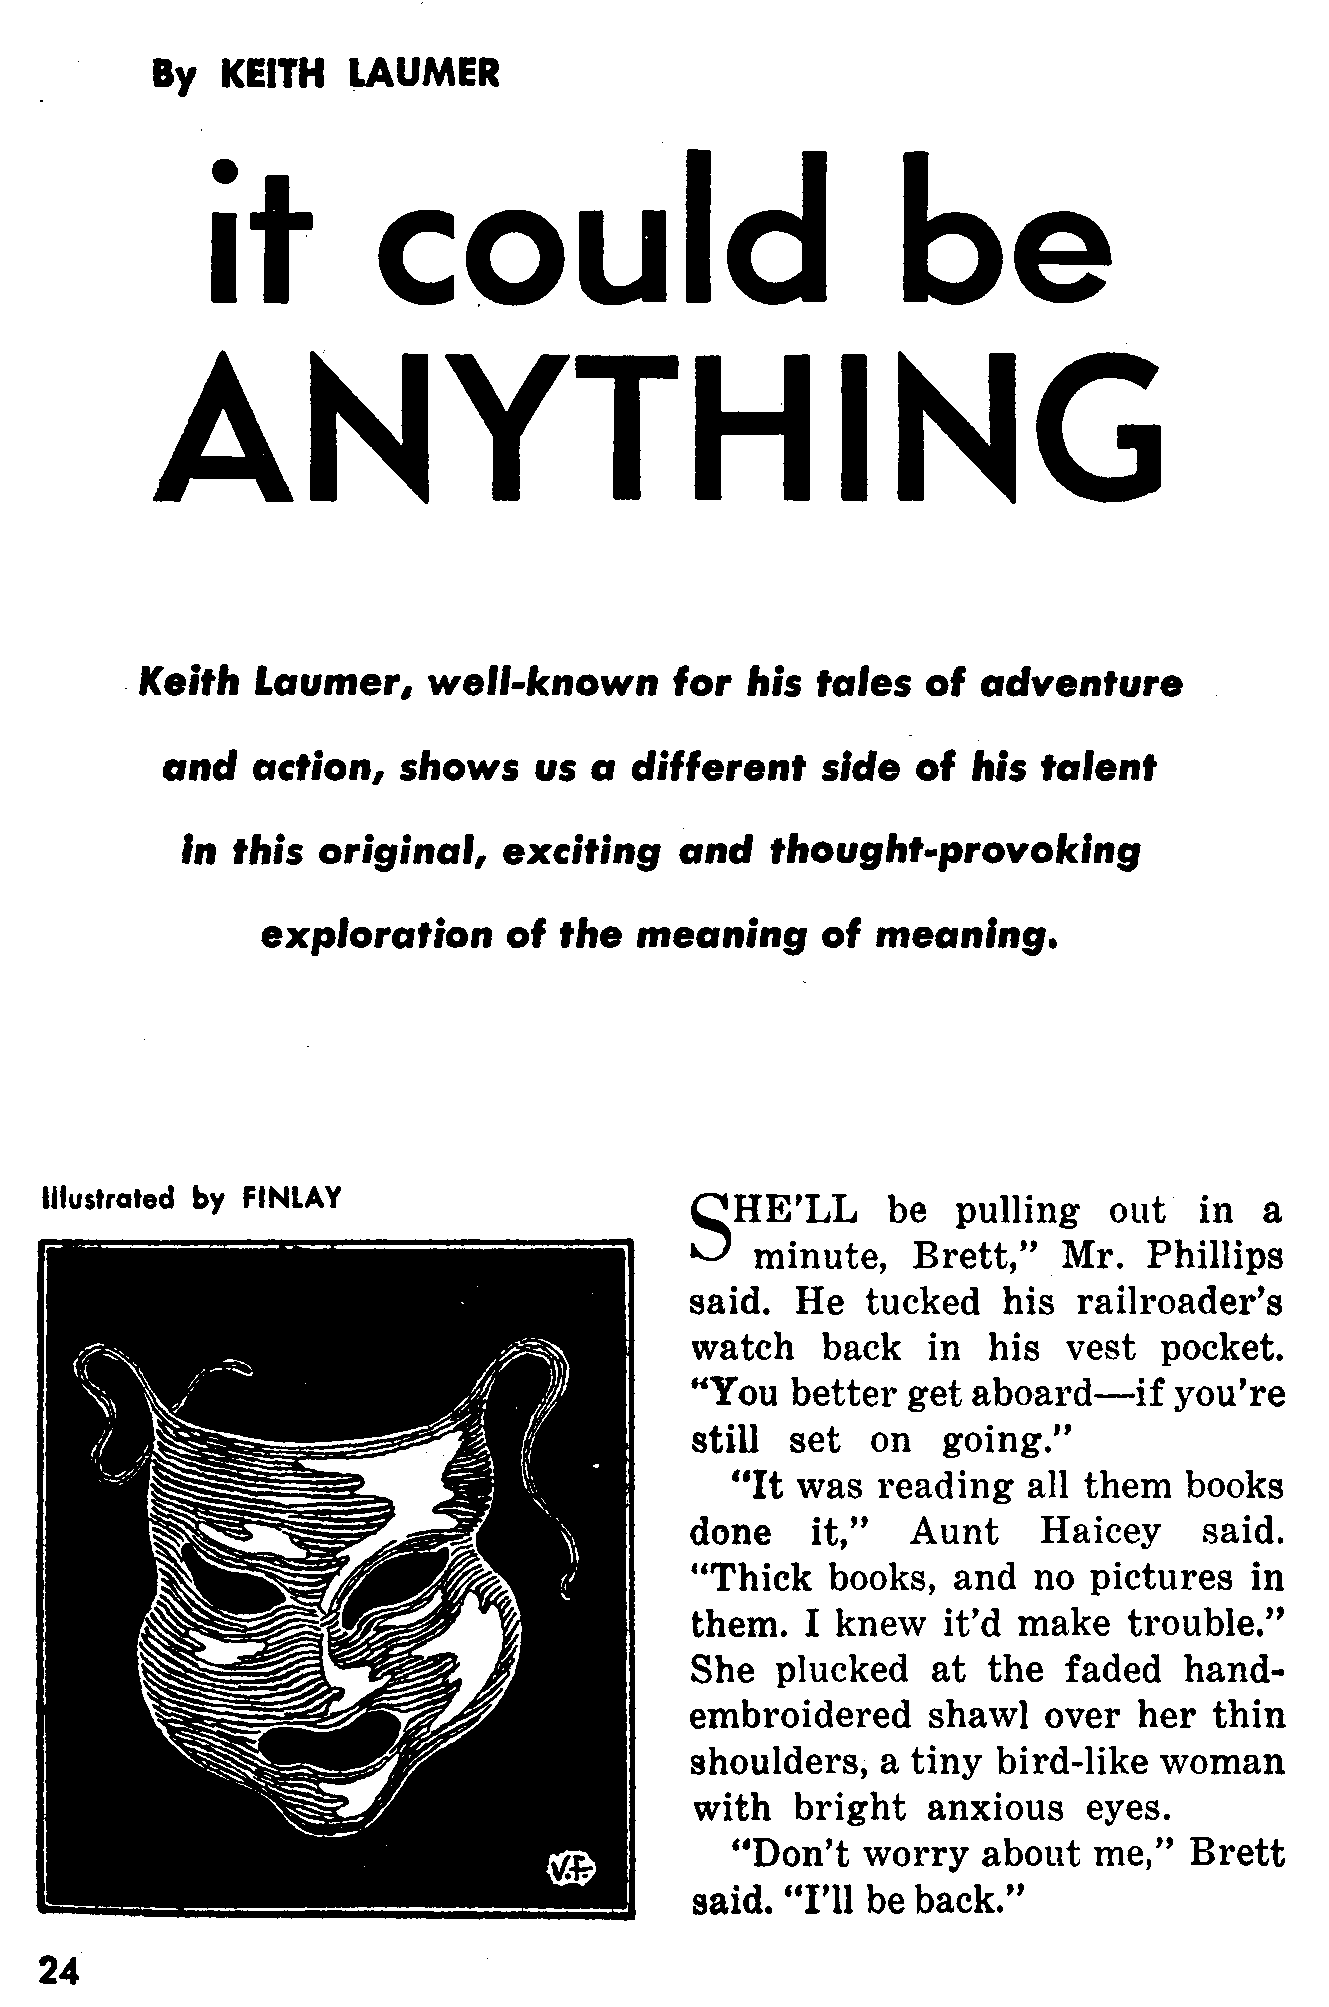 By KEITH LAUMER
it could be
ANYTHING
Keith Laumer, well-known for his tales of adventure
and action, shows us a different side of his talent
in this original, exciting and thought-provoking
exploration of the meaning of meaning.
Illustrated by FINLAY
V.F.
SHE'LL be pulling out in a
minute, Brett,” Mr. Phillips
said. He tucked his railroader's
watch back in his vest pocket.
“You better get aboard—if you're
still set on going.”
“It was reading all them books
done it,” Aunt Haicey said.
“Thick books, and no pictures in
them. I knew it'd make trouble.”
She plucked at the faded hand-
embroidered shawl over her thin
shoulders, a tiny bird-like woman
with bright anxious eyes.
“Don't worry about me,” Brett
said. “I'll be back.”
24